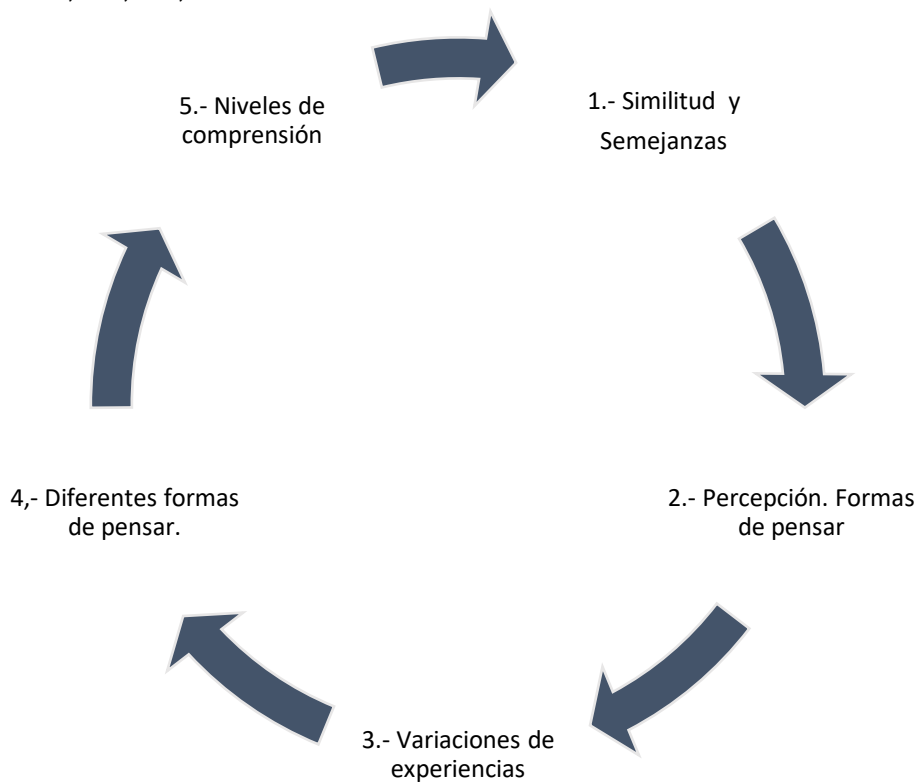 1.- Similitud y
Semejanzas
2.- Percepción. Formas
de pensar
3.- Variaciones de
experiencias
4,- Diferentes formas
de pensar.
5.- Niveles de
comprensión